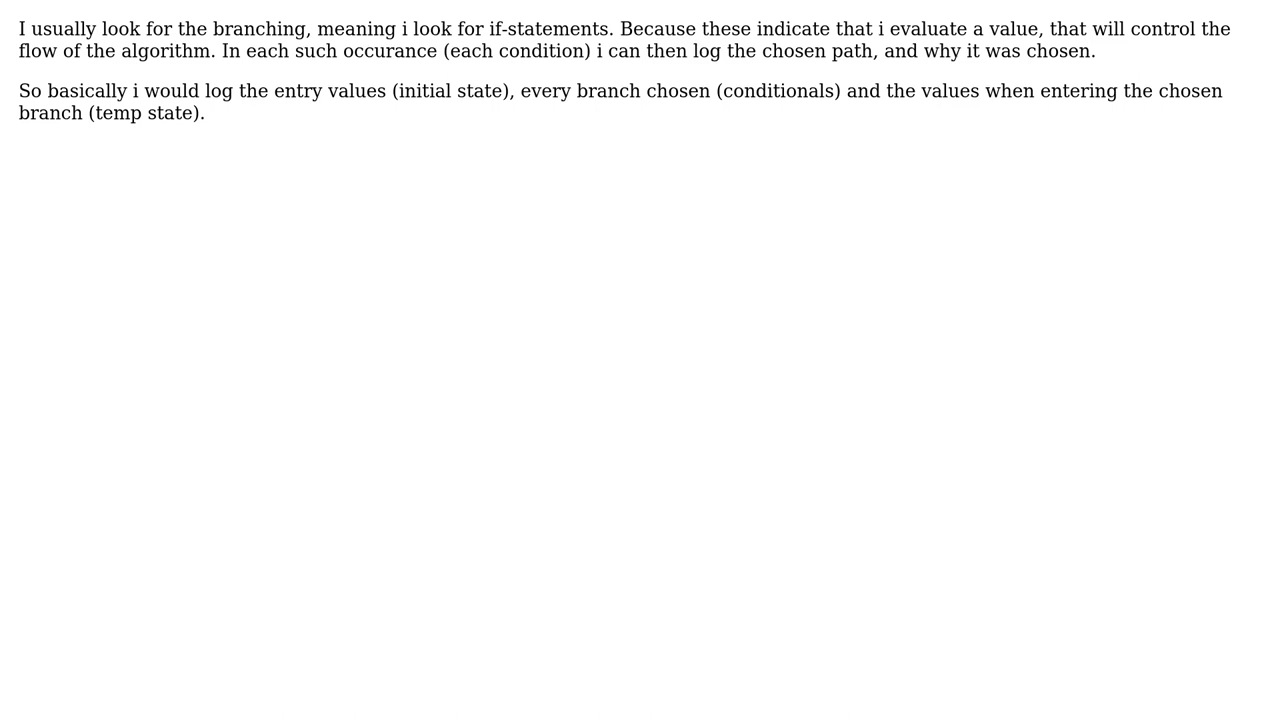 I usually look for the branching, meaning i look for if-statements. Because these indicate that i evaluate a value, that will control the
flow of the algorithm. In each such occurance (each condition) i can then log the chosen path, and why it was chosen.
So basically i would log the entry values (initial state), every branch chosen (conditionals) and the values when entering the chosen
branch (temp state).